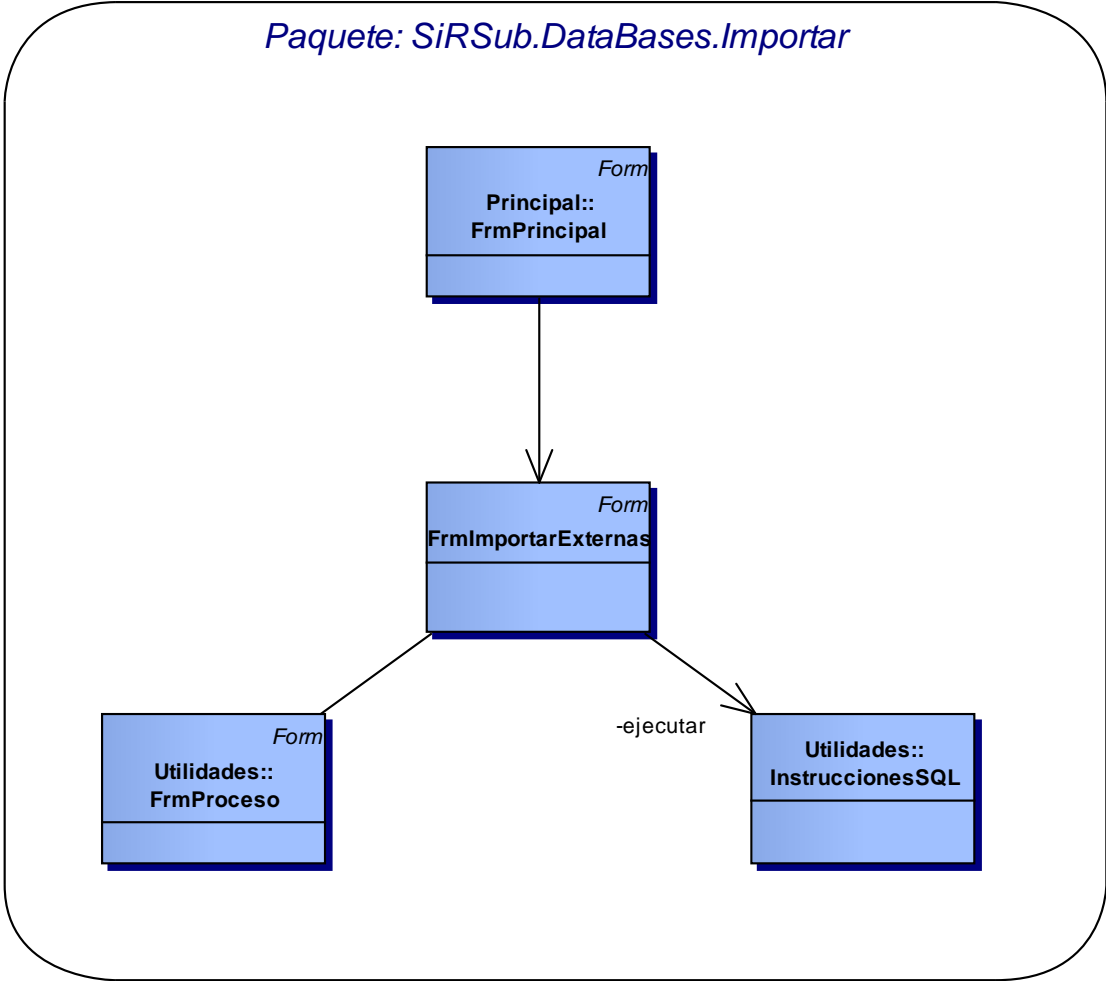 Paquete: SiRSub.DataBases.Importar
Form
Principal::
FrmPrincipal
Form
FrmImportarExternas
-ejecutar
Form
Utilidades::
FrmProceso
Utilidades::
InstruccionesSQL